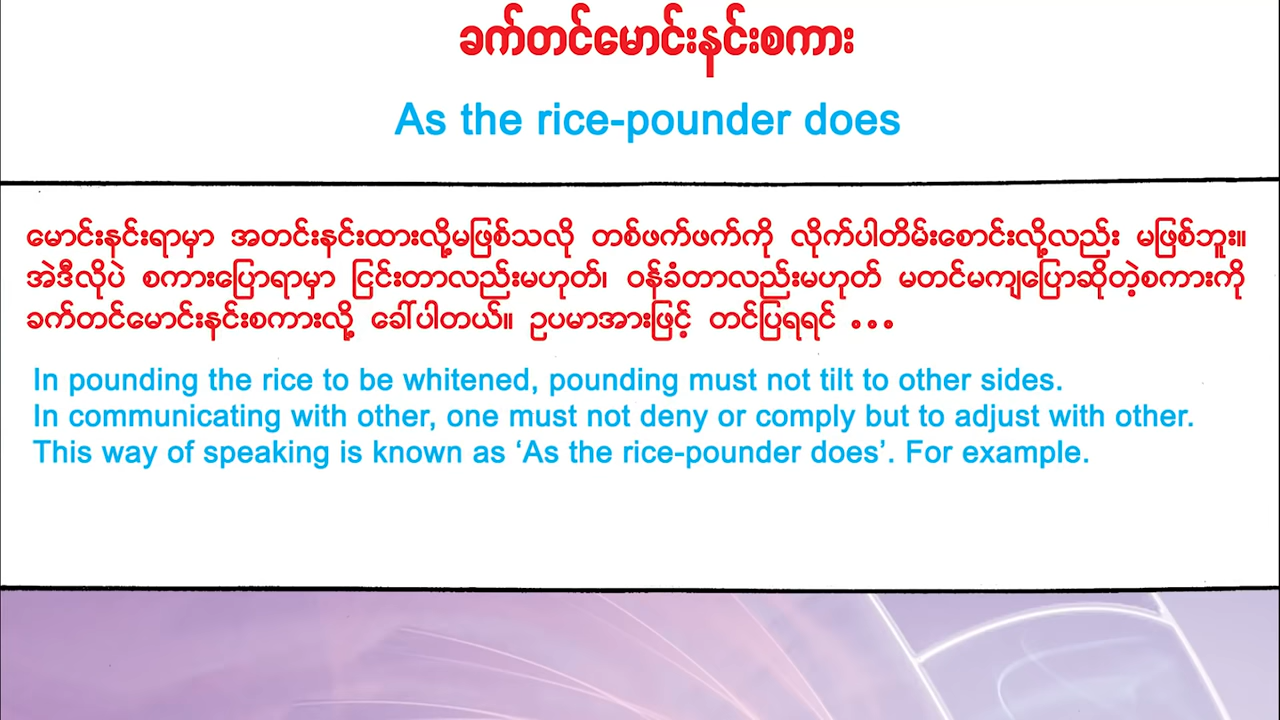 ခက်တင်မောင်းနင်းစကား
As the rice-pounder does
မောင်းနင်းရာမှာ အတင်းနင်းထားလို့မဖြစ်သလို တစ်ဖက်ဖက်ကို လိုက်ပါတိမ်းစောင်းလို့လည်း မဖြစ်ဘူး။
အဲဒီလိုပဲ စကားပြောရာမှာ ငြင်းတာလည်းမဟုတ်၊ ဝန်ခံတာလည်းမဟုတ် မတင်မကျပြောဆိုတဲ့စကားကို
ခက်တင်မောင်းနင်းစကားလို့ ခေါ်ပါတယ်။ ဥပမာအားဖြင့် တင်ပြရရင် ...
In pounding the rice to be whitened, pounding must not tilt to other sides.
In communicating with other, one must not deny or comply but to adjust with other.
This way of speaking is known as ‘As the rice-pounder does’. For example.